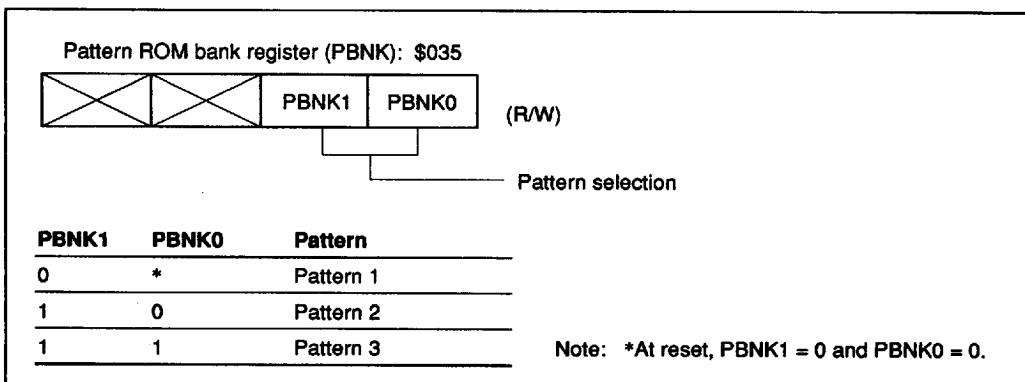 Pattern ROM bank register (PBNK): $035
PBNK1 PBNK0 (R/W)
Pattern selection
PBNK1 PBNK0 Pattern
0 * Pattern 1
1 0 Pattern 2
1 1 Pattern 3
Note: *At reset, PBNK1 = 0 and PBNK0 = 0.